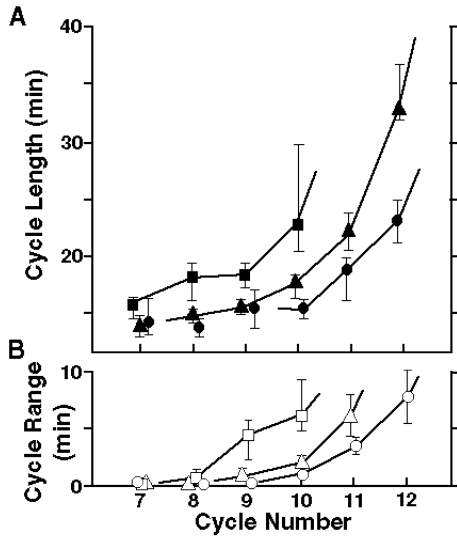 A
40
30
20
Cycle Length (min)
B
10
5
0
Cycle Range
(min)
7 8 9 10 11 12
Cycle Number